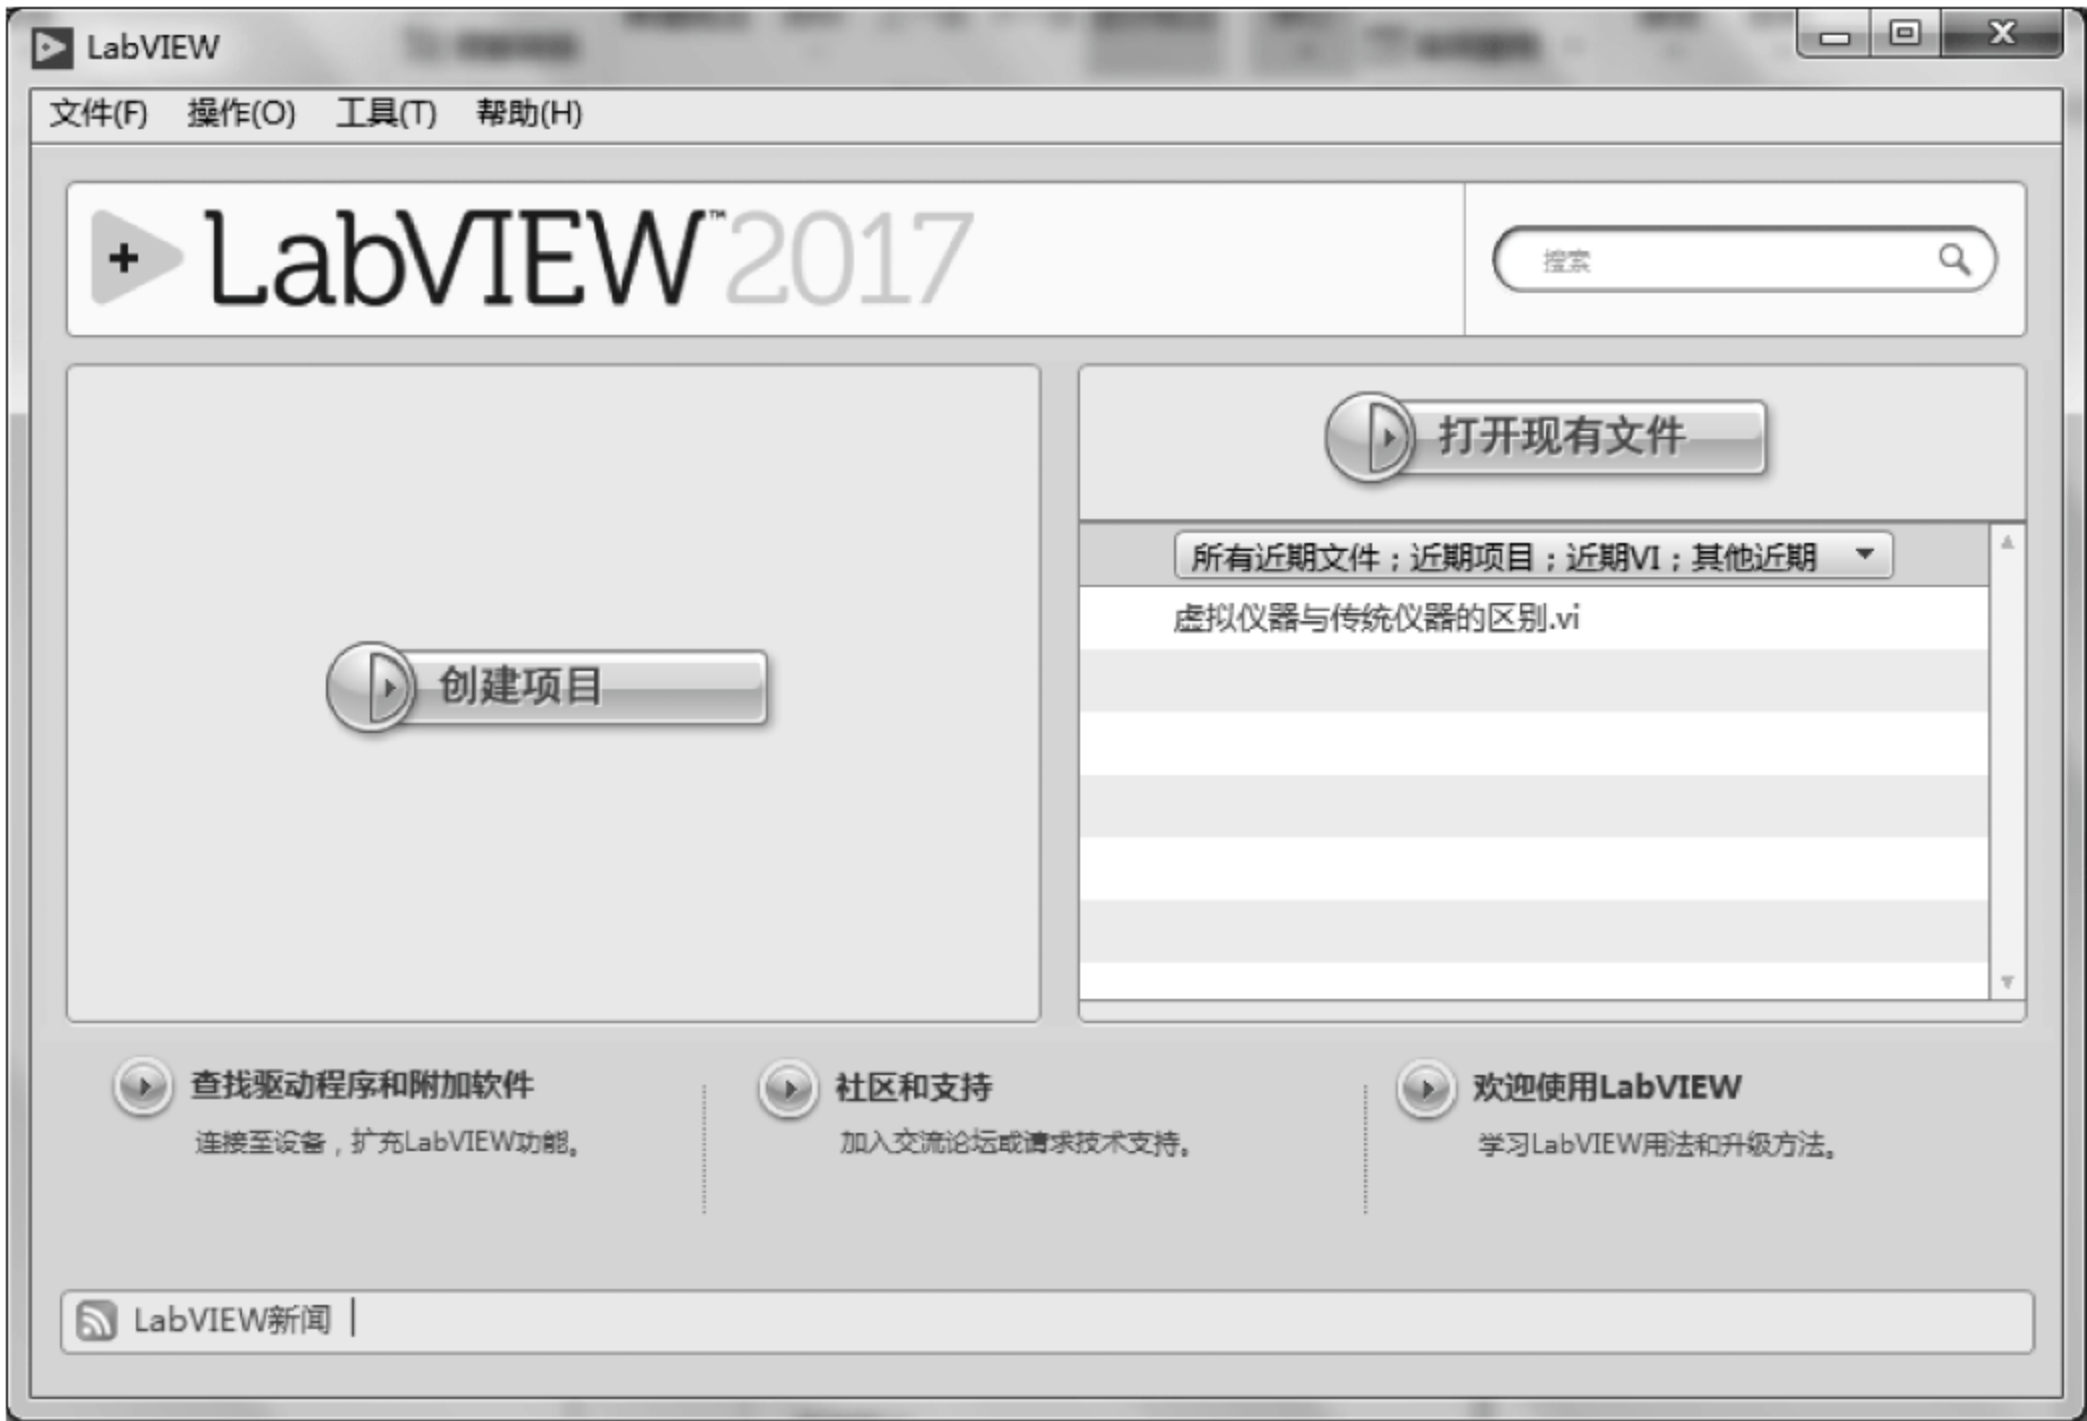 LabVIEW
文件(F) 操作(O) 工具(T) 帮助(H)
LabVIEW™ 2017
搜索
打开现有文件
所有近期文件；近期项目；近期VI；其他近期
虚拟仪器与传统仪器的区别.vi
创建项目
查找驱动程序和附加软件
连接至设备，扩充LabVIEW功能。
社区和支持
加入交流论坛或请求技术支持。
欢迎使用LabVIEW
学习LabVIEW用法和升级方法。
LabVIEW新闻